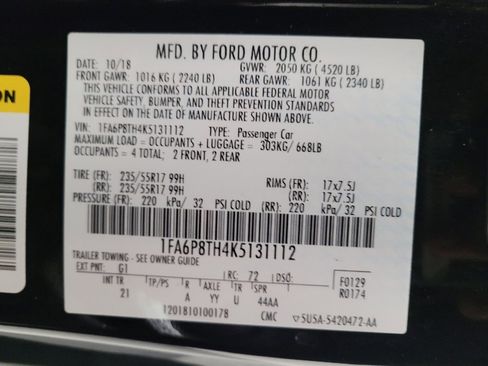 MFD. BY FORD MOTOR CO.
DATE: 10/18 GVWR: 2050 KG ( 4520 LB)
FRONT GAWR: 1016 KG ( 2240 LB) REAR GAWR: 1061 KG ( 2340 LB)
THIS VEHICLE CONFORMS TO ALL APPLICABLE FEDERAL MOTOR
VEHICLE SAFETY, BUMPER, AND THEFT PREVENTION STANDARDS
IN EFFECT ON THE DATE OF MANUFACTURE SHOWN ABOVE.
VIN: 1FA6P8TH4K5131112 TYPE: Passenger Car
MAXIMUM LOAD = OCCUPANTS + LUGGAGE = 303KG/ 668LB
OCCUPANTS = 4 TOTAL; 2 FRONT, 2 REAR
TIRE (FR): 235/55R17 99H RIMS (FR): 17x7.5J
(RR): 235/55R17 99H (RR): 17x7.5J
PRESSURE (FR): 220 kPa/ 32 PSI COLD (RR): 220 kPa/ 32 PSI COLD
1FA6P8TH4K5131112
TRAILER TOWING - SEE OWNER GUIDE
EXT PNT: G1 RC: 72 DSO: F0129
INT TR TP/PS R AXLE TR SPR R0174
21 A YY U 44AA
1201810100178 CMC 5U5A-5420472-AA
ON